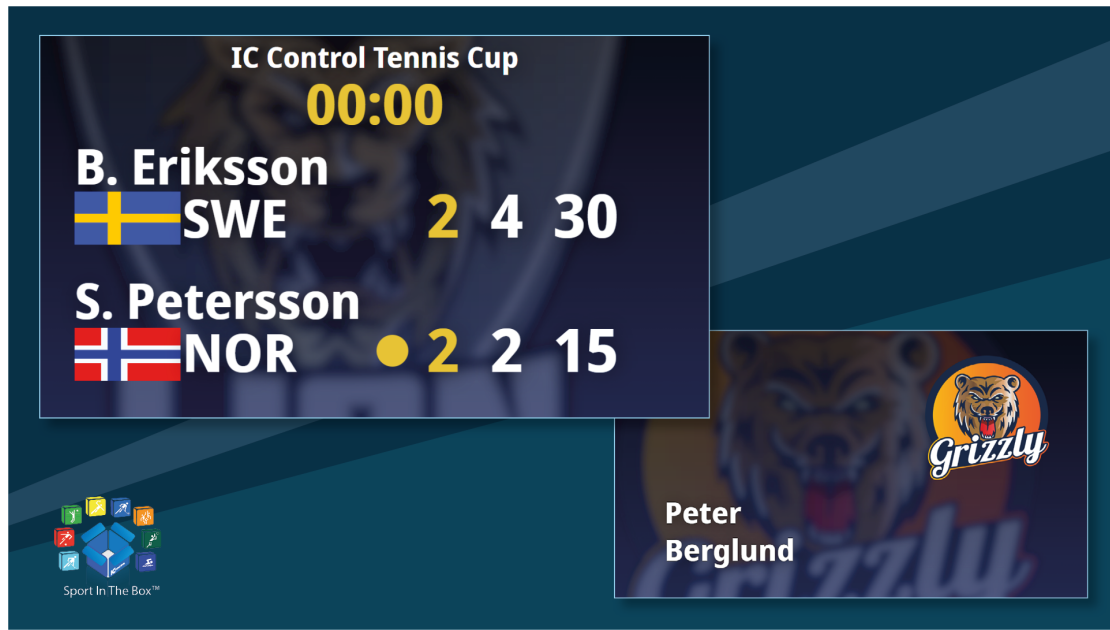 IC Control Tennis Cup
00:00
B. Eriksson
SWE 2 4 30
S. Petersson
NOR 2 2 15
Grizzly
Peter
Berglund
Grizzly
Sport In The Box™